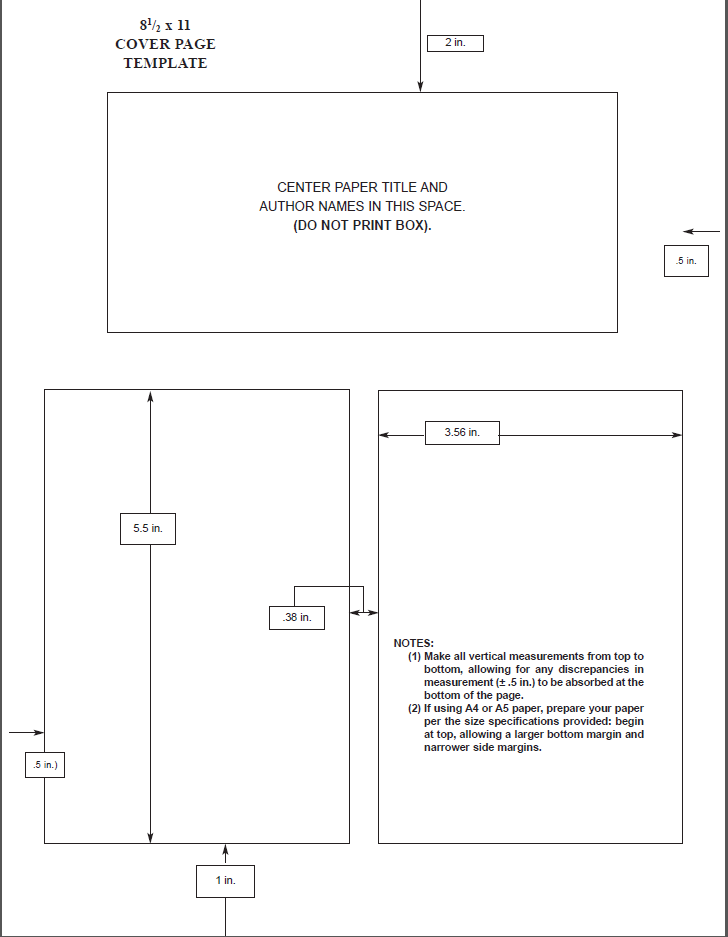 8½ x 11
COVER PAGE
TEMPLATE
2 in.
CENTER PAPER TITLE AND
AUTHOR NAMES IN THIS SPACE.
(DO NOT PRINT BOX).
.5 in.
3.56 in.
5.5 in.
.38 in.
NOTES:
(1) Make all vertical measurements from top to
bottom, allowing for any discrepancies in
measurement (± .5 in.) to be absorbed at the
bottom of the page.
(2) If using A4 or A5 paper, prepare your paper
per the size specifications provided: begin
at top, allowing a larger bottom margin and
narrower side margins.
.5 in.)
1 in.